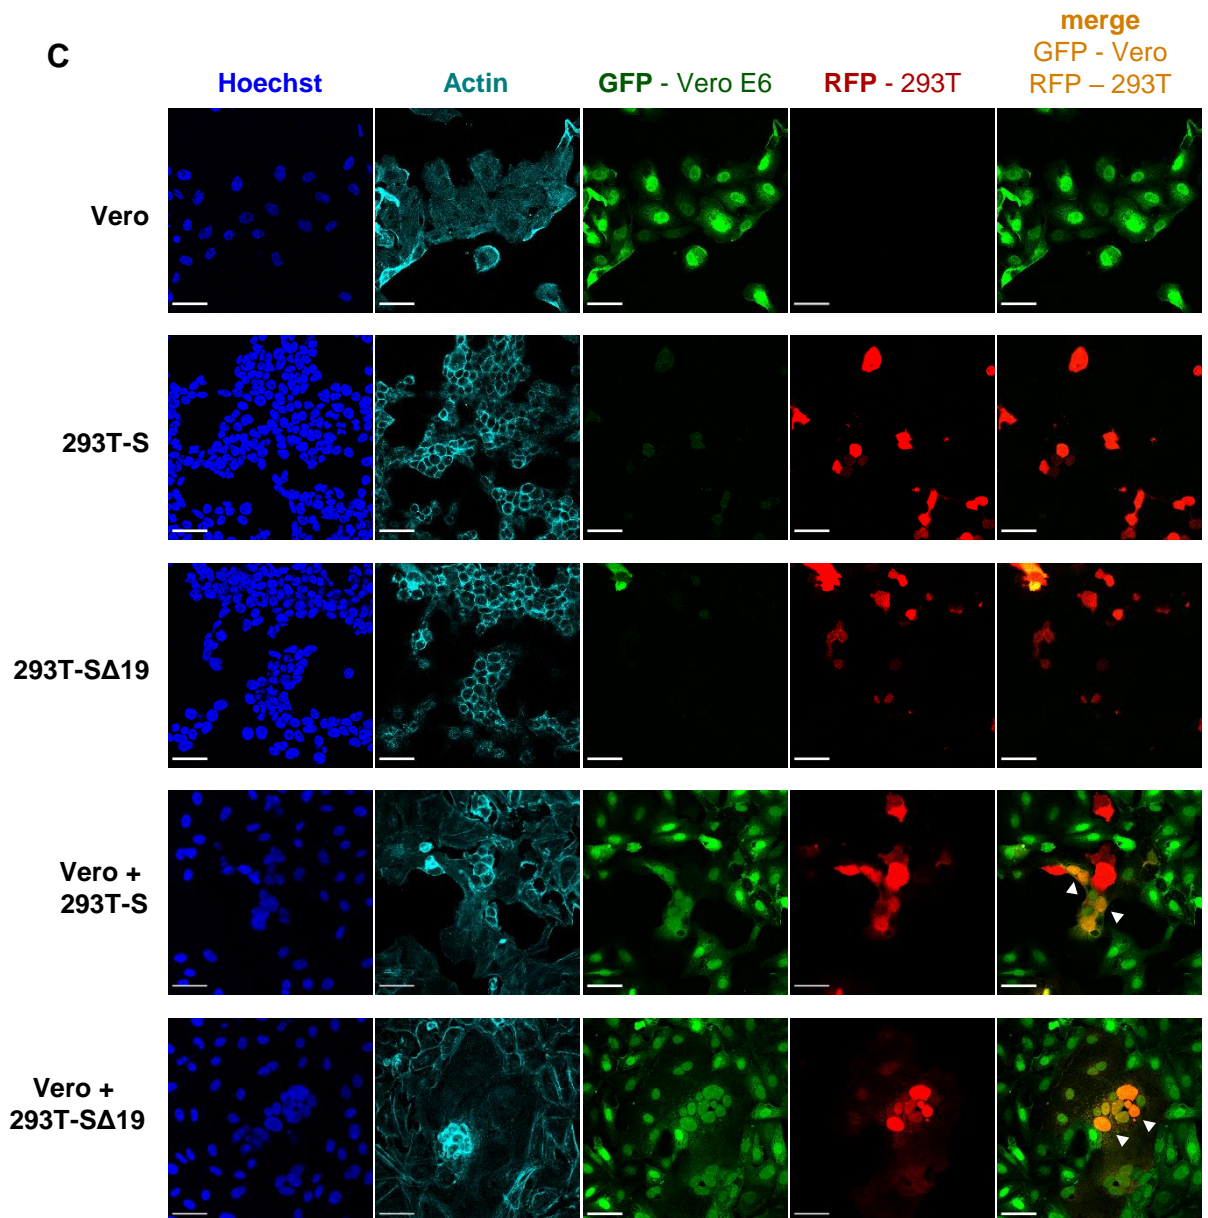 C
Hoechst
Actin
GFP - Vero E6
RFP - 293T
merge
GFP - Vero
RFP – 293T
Vero
293T-S
293T-SΔ19
Vero +
293T-S
Vero +
293T-SΔ19